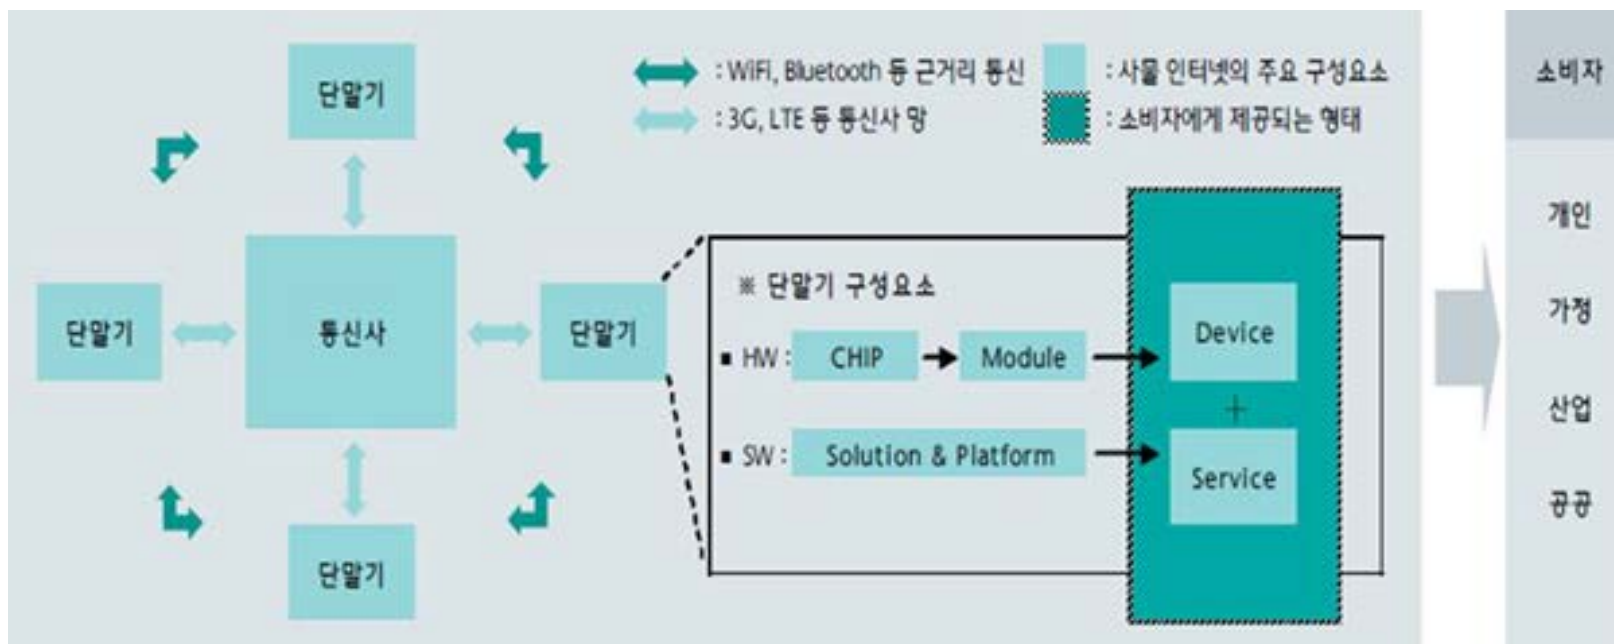 : WiFi, Bluetooth 등 근거리 통신
: 3G, LTE 등 통신사 망
: 사물 인터넷의 주요 구성요소
: 소비자에게 제공되는 형태
단말기
단말기
통신사
단말기
단말기
※ 단말기 구성요소
▪ HW : CHIP Module
▪ SW : Solution & Platform
Device
+
Service
소비자
개인
가정
산업
공공